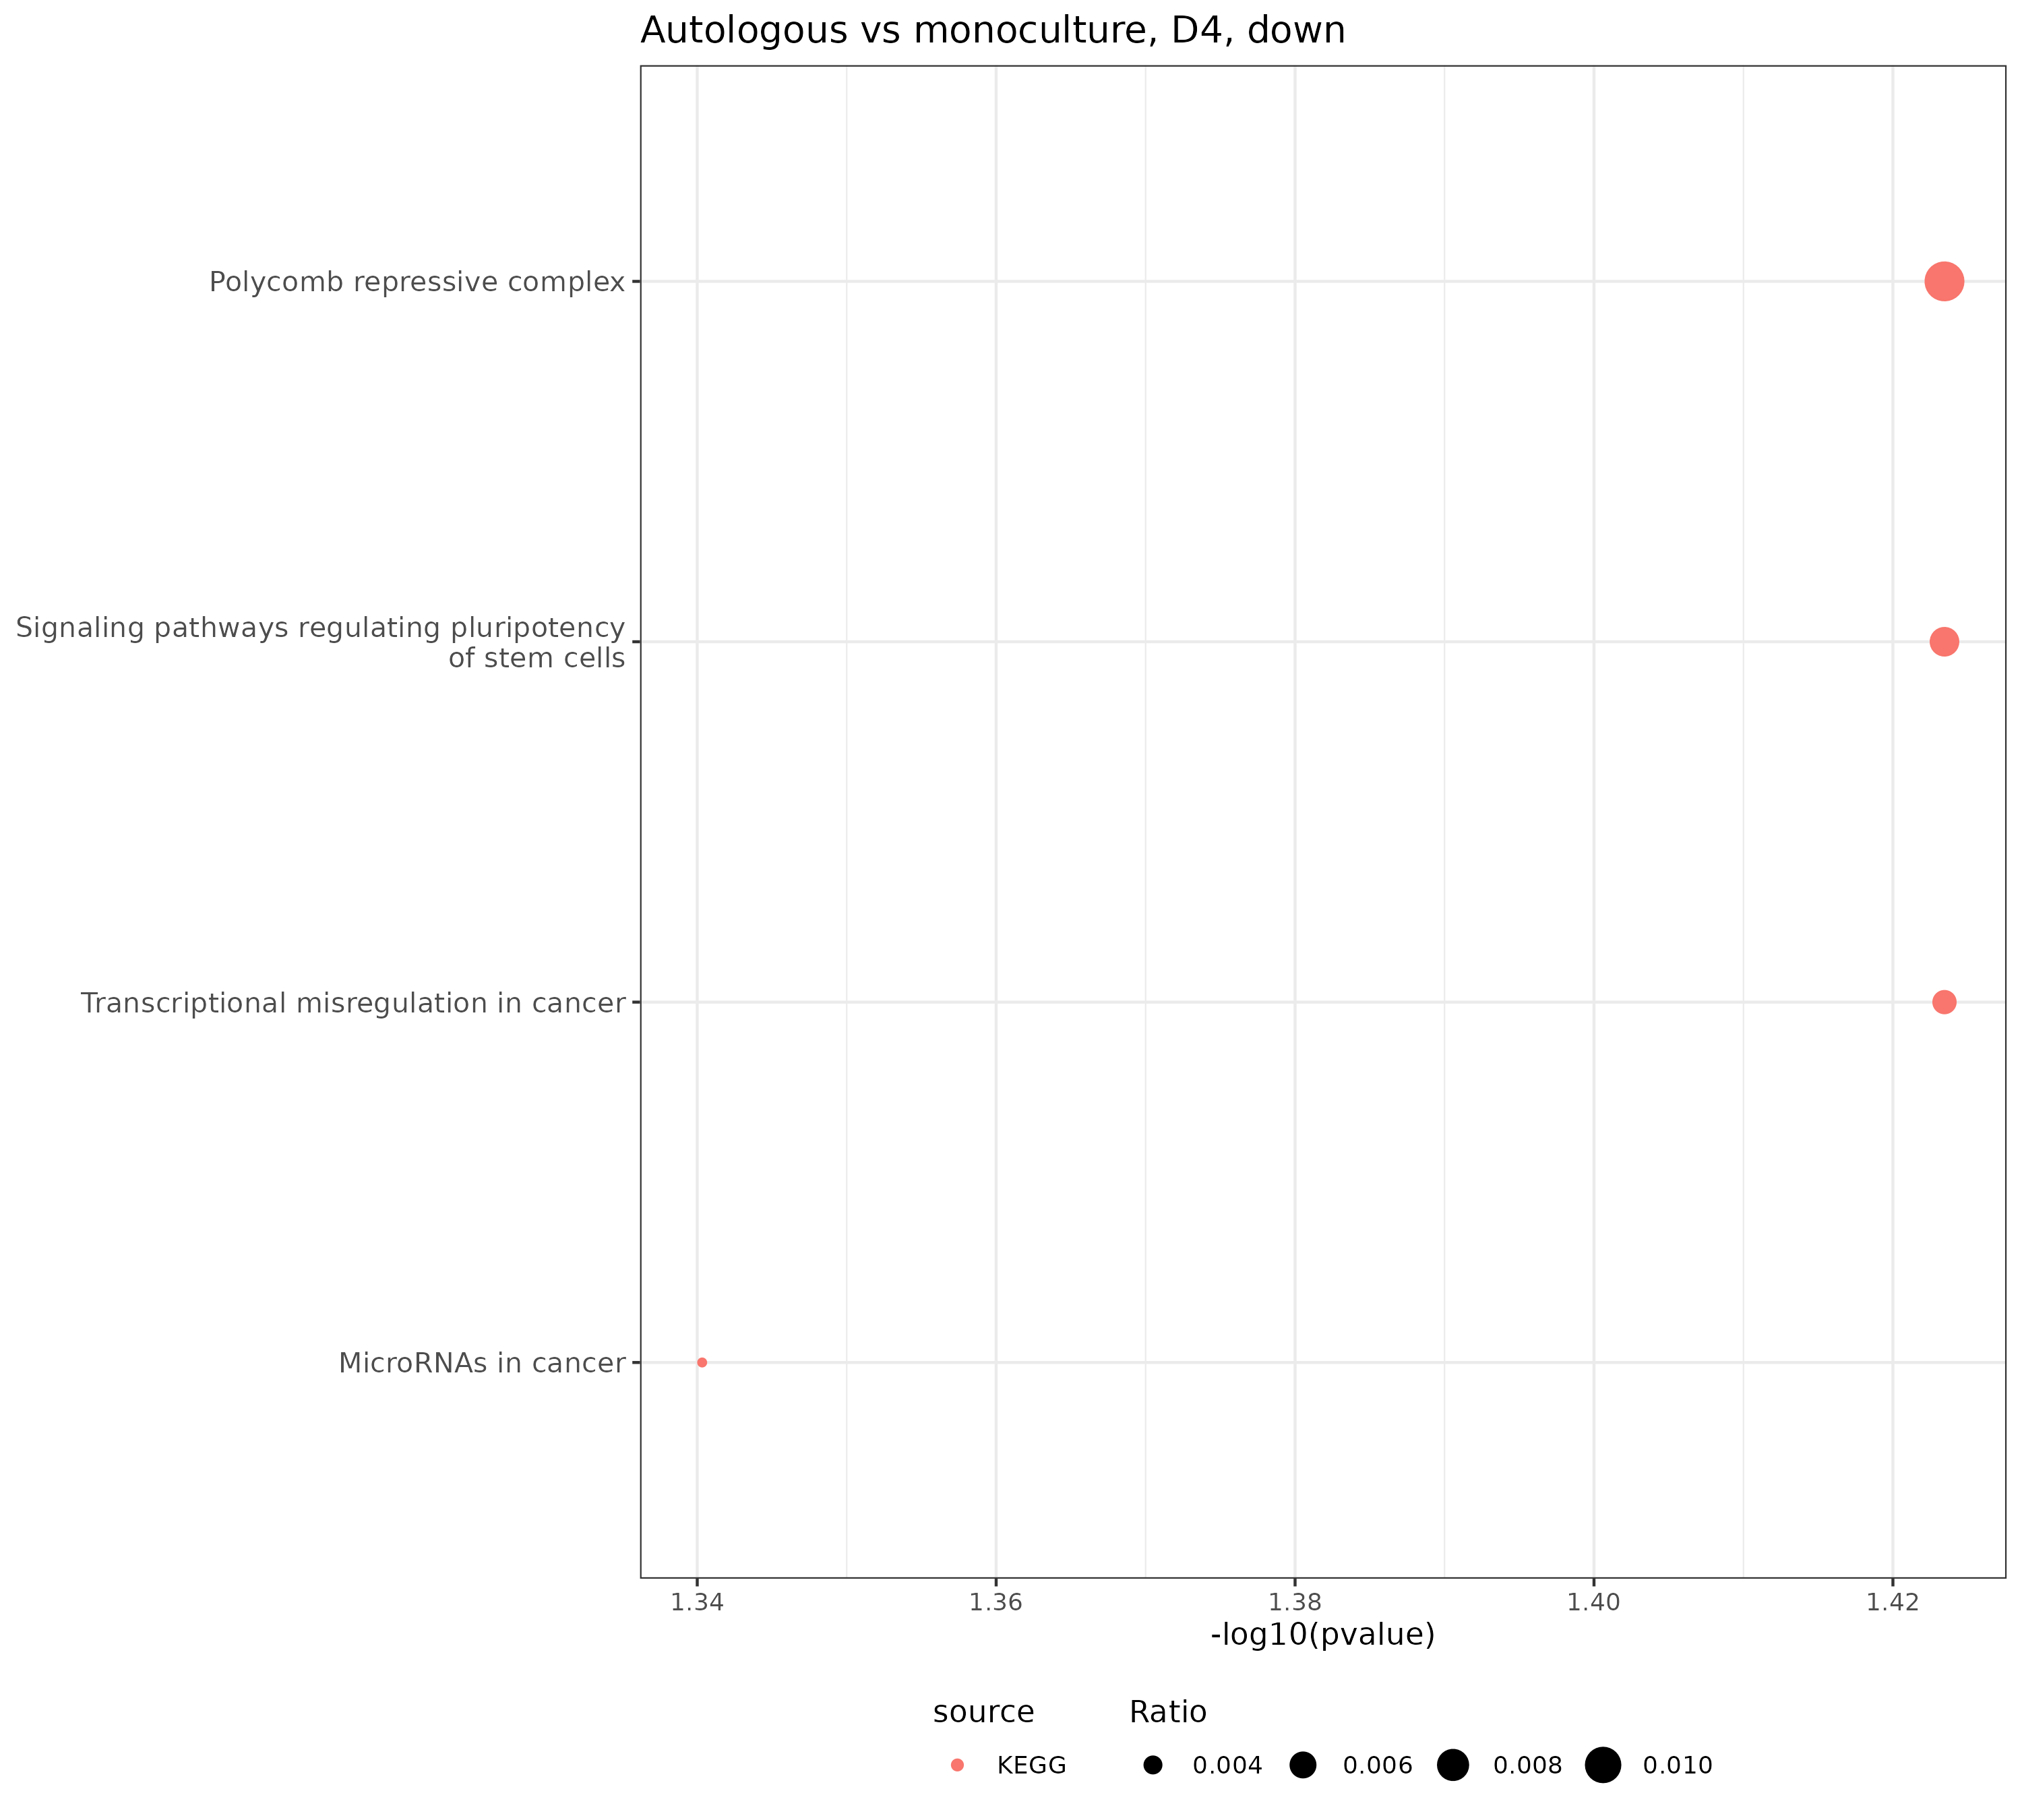 Autologous vs monoculture, D4, down
Polycomb repressive complex
Signaling pathways regulating pluripotency
of stem cells
Transcriptional misregulation in cancer
MicroRNAs in cancer
1.34 1.36 1.38 1.40 1.42
-log10(pvalue)
source Ratio
KEGG 0.004 0.006 0.008 0.010